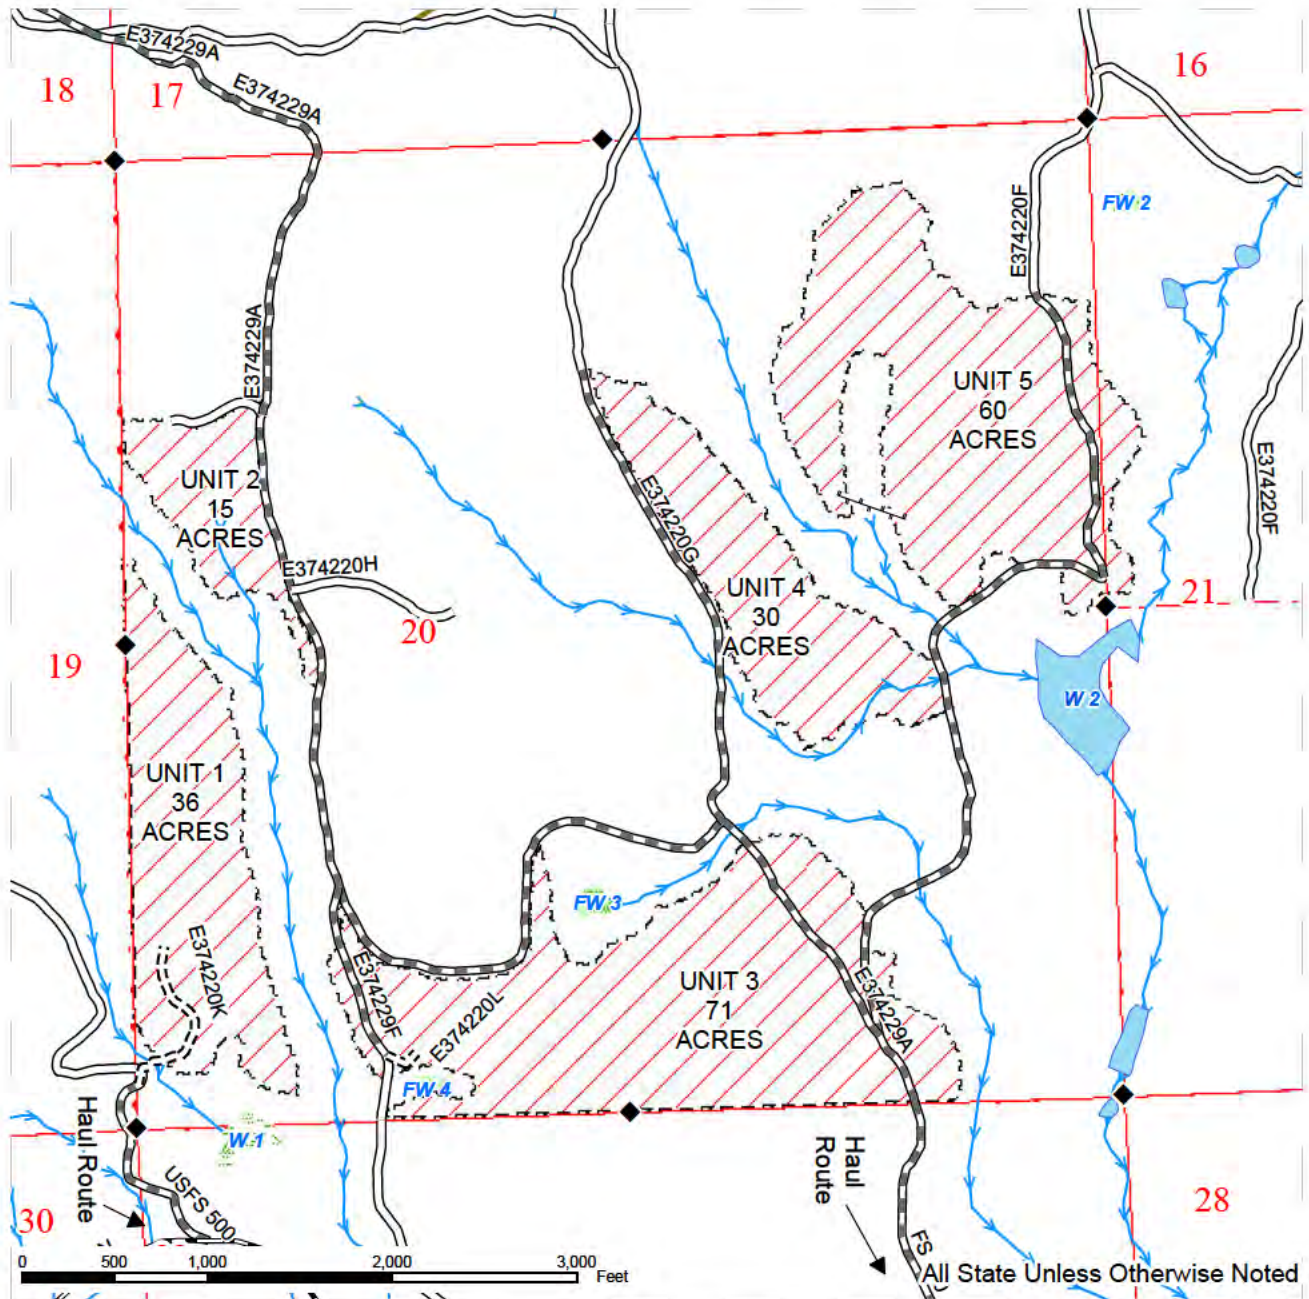 E374229A
16
18
17
E374229A
E374220F
FW 2
E374229A
UNIT 5
60
ACRES
E374220F
UNIT 2
15
ACRES
E374220G
E374220H
UNIT 4
30
ACRES
21
20
19
W 2
UNIT 1
36
ACRES
FW 3
E374220K
E374229F
E374220L
UNIT 3
71
ACRES
E374229A
FW 4
Haul Route
W 1
Haul
Route
USFS 500
30
28
FS
0
500
1,000
2,000
3,000
Feet
All State Unless Otherwise Noted